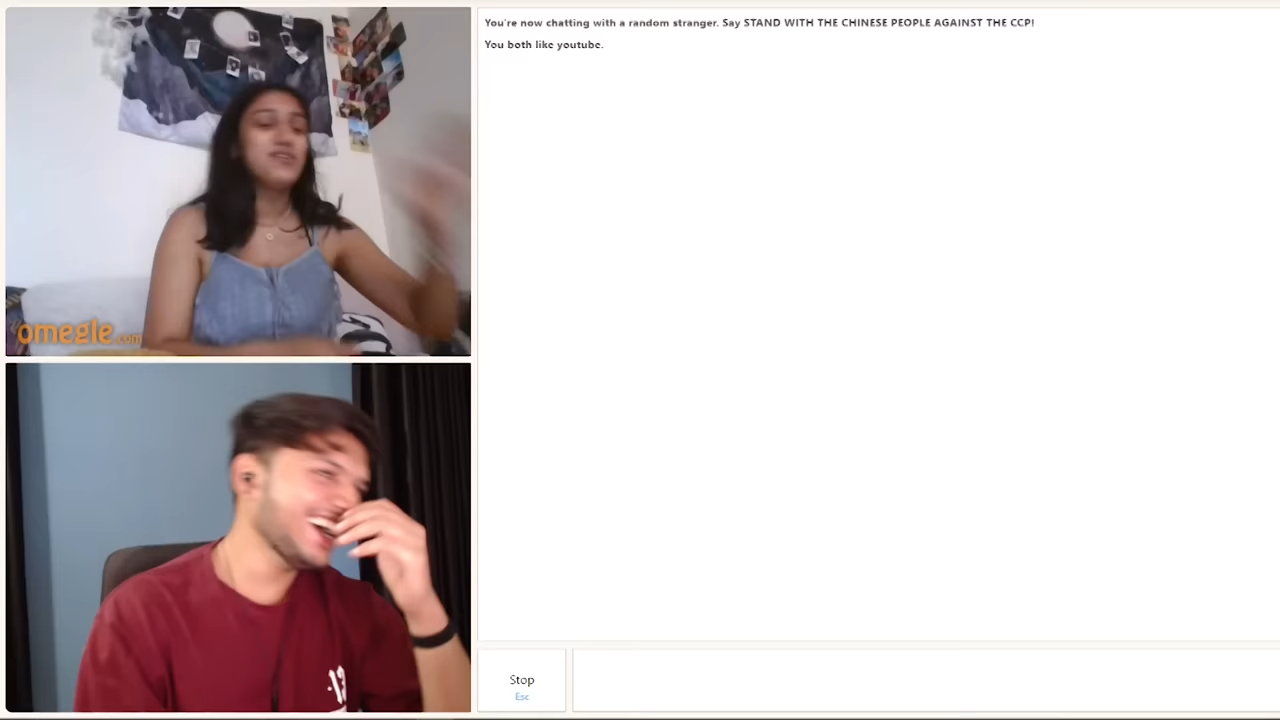 You're now chatting with a random stranger. Say STAND WITH THE CHINESE PEOPLE AGAINST THE CCP!
You both like youtube.
omegle.com
Stop
Esc